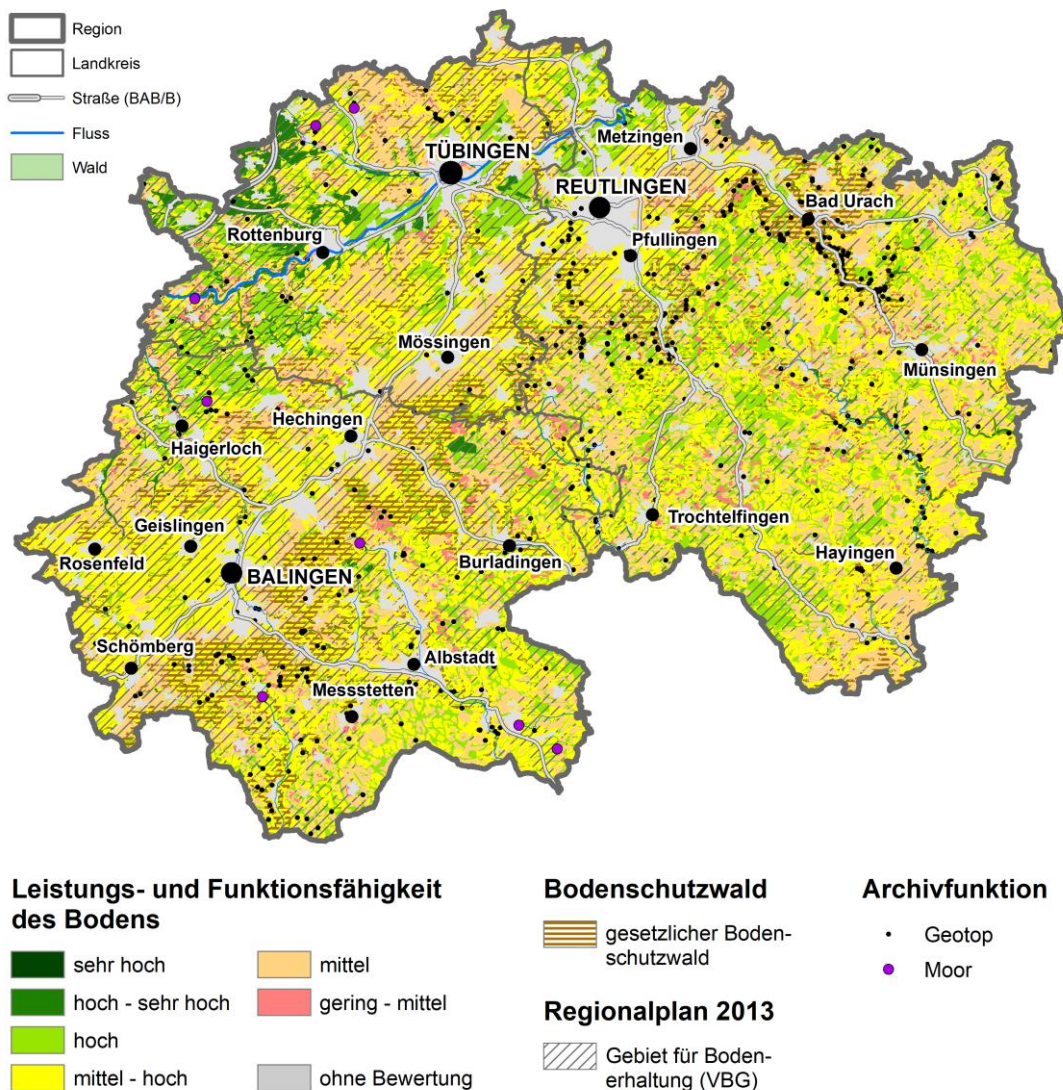 Region
Landkreis
Straße (BAB/B)
Fluss
Wald
Metzingen
TÜBINGEN
REUTLINGEN
Bad Urach
Rottenburg
Pfullingen
Mössingen
Münsingen
Hechingen
Haigerloch
Geislingen
Trochtelfingen
Rosenfeld
Burladingen
Hayingen
BALINGEN
Schömberg
Albstadt
Messstetten
Leistungs- und Funktionsfähigkeit
des Bodens
sehr hoch
hoch - sehr hoch
hoch
mittel - hoch
mittel
gering - mittel
ohne Bewertung
Bodenschutzwald
gesetzlicher Boden-
schutzwald
Regionalplan 2013
Gebiet für Boden-
erhaltung (VBG)
Archivfunktion
Geotop
Moor